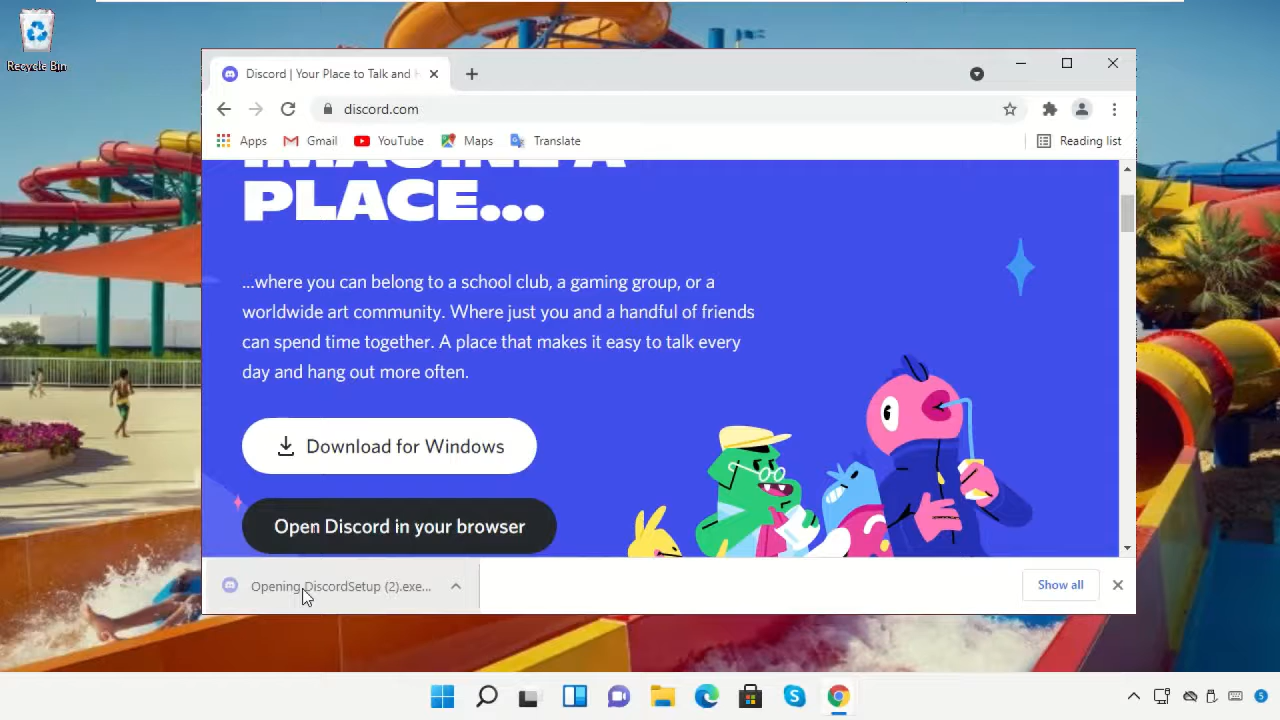 Recycle Bin
Discord | Your Place to Talk and H
discord.com
Apps
Gmail
YouTube
Maps
Translate
Reading list
IMAGINE A
PLACE...
...where you can belong to a school club, a gaming group, or a
worldwide art community. Where just you and a handful of friends
can spend time together. A place that makes it easy to talk every
day and hang out more often.
Download for Windows
Open Discord in your browser
Opening DiscordSetup (2).exe...
Show all
5